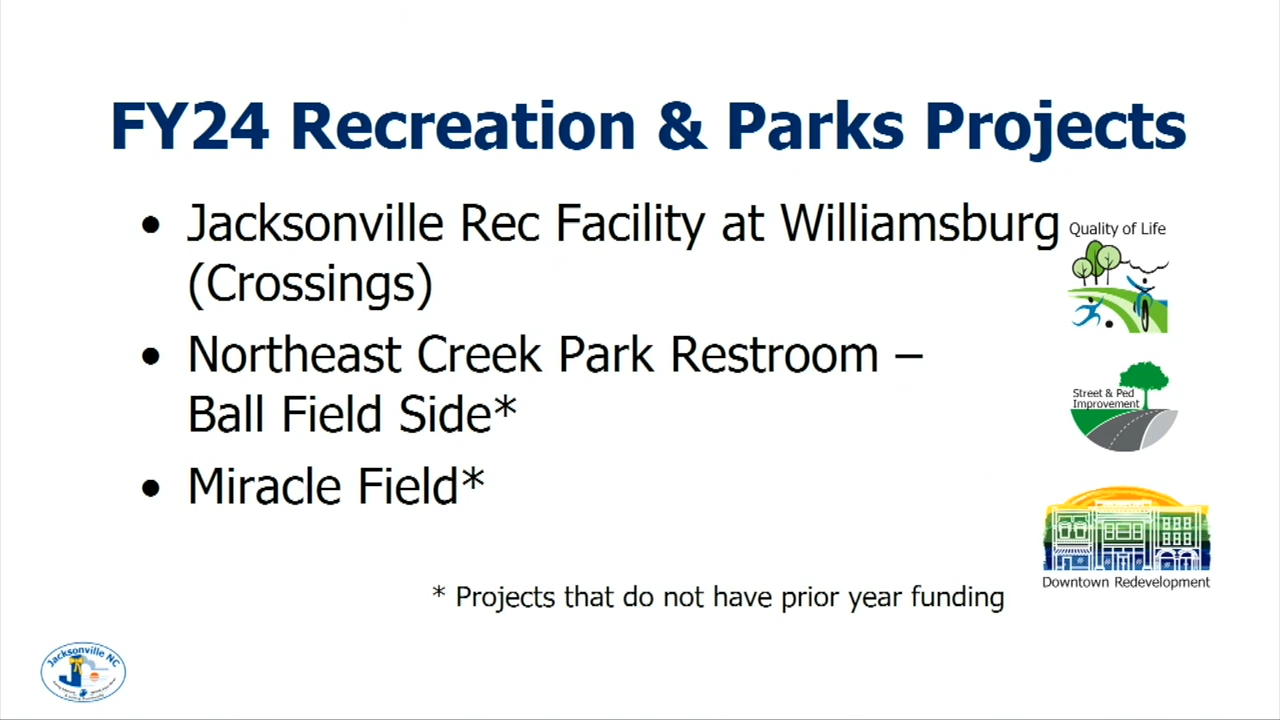 FY24 Recreation & Parks Projects
• Jacksonville Rec Facility at Williamsburg
(Crossings)
• Northeast Creek Park Restroom –
Ball Field Side*
• Miracle Field*
* Projects that do not have prior year funding
Quality of Life
Street & Ped
Improvement
Downtown Redevelopment
Jacksonville NC